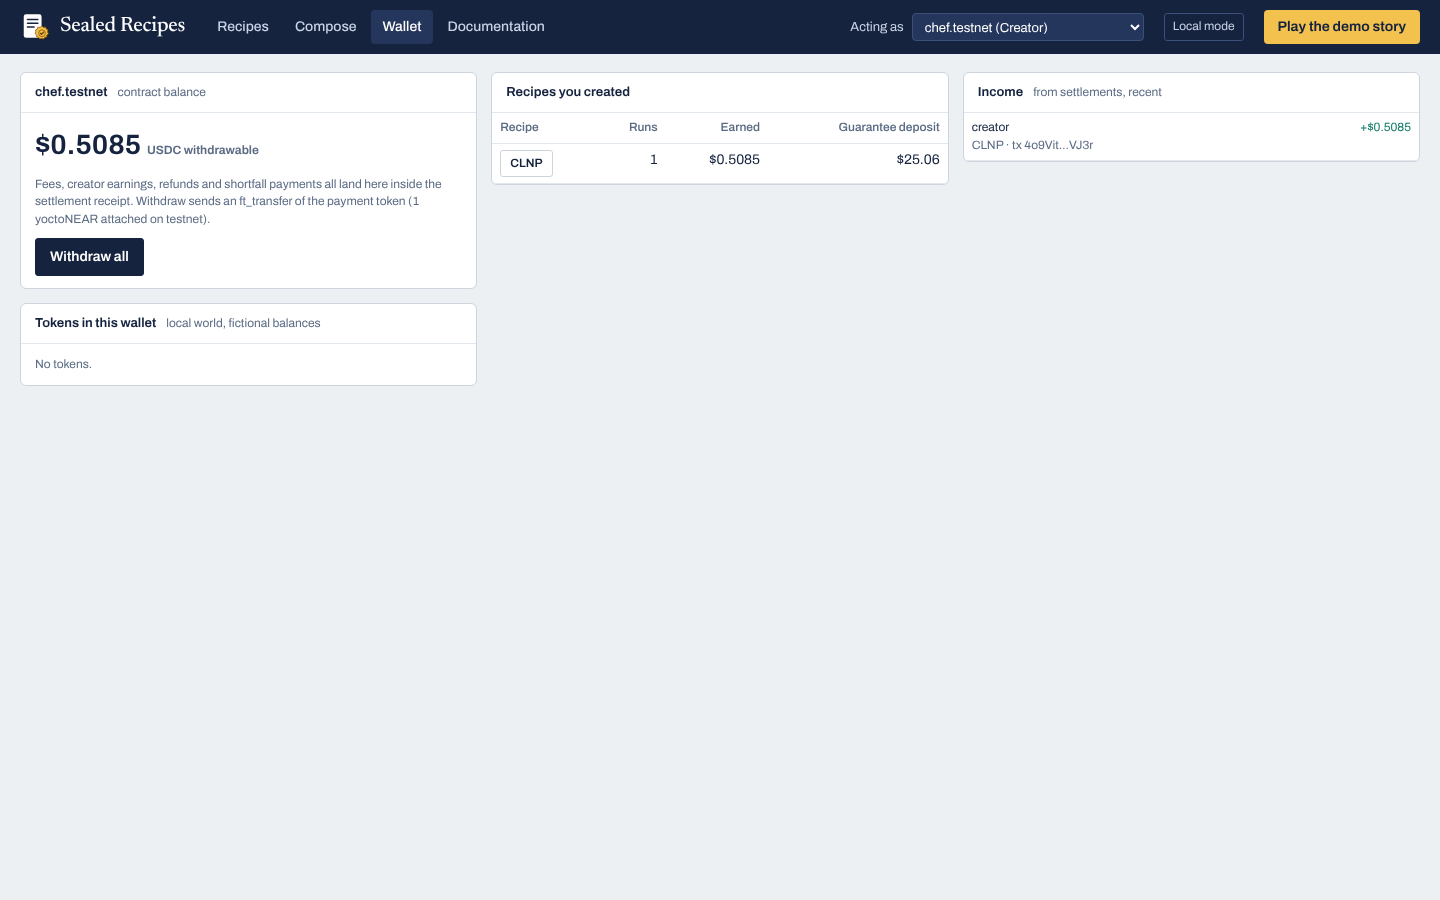 Sealed Recipes
Recipes
Compose
Wallet
Documentation
Acting as
chef.testnet (Creator)
Local mode
Play the demo story
chef.testnet contract balance
$0.5085 USDC withdrawable
Fees, creator earnings, refunds and shortfall payments all land here inside the
settlement receipt. Withdraw sends an ft_transfer of the payment token (1
yoctoNEAR attached on testnet).
Withdraw all
Tokens in this wallet local world, fictional balances
No tokens.
Recipes you created
Recipe Runs Earned Guarantee deposit
CLNP 1 $0.5085 $25.06
Income from settlements, recent
creator +$0.5085
CLNP · tx 4o9Vit…VJ3r